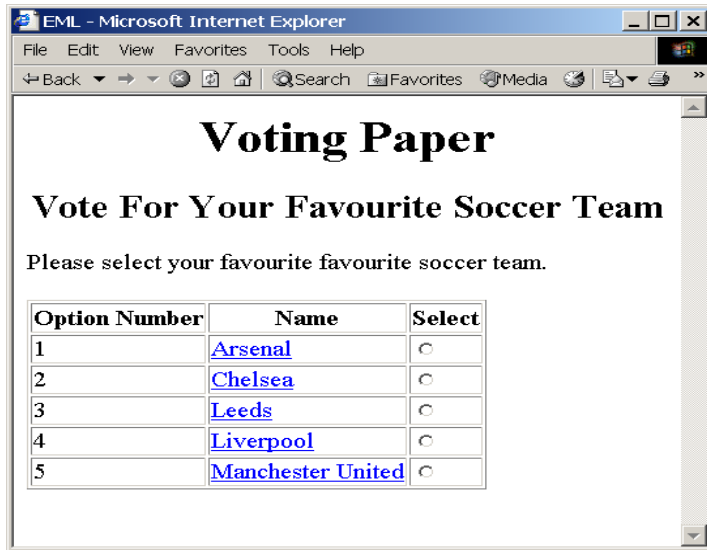 EML - Microsoft Internet Explorer
File Edit View Favorites Tools Help
Back Search Favorites Media »
Voting Paper
Vote For Your Favourite Soccer Team
Please select your favourite favourite soccer team.
Option Number Name Select
1 Arsenal
2 Chelsea
3 Leeds
4 Liverpool
5 Manchester United